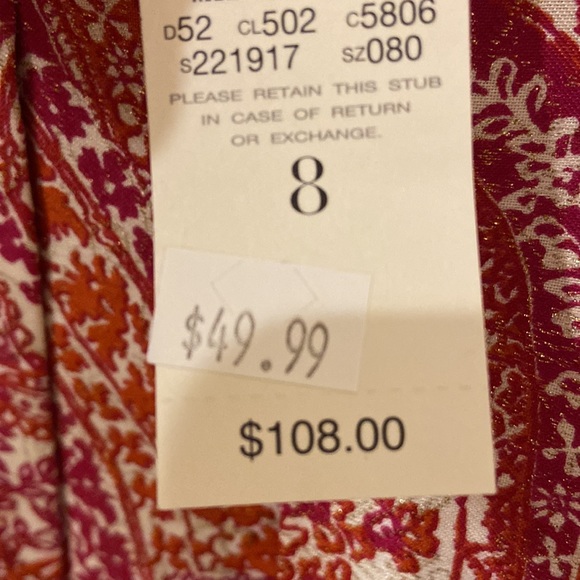 D52 CL502 C5806
S221917 SZ080
PLEASE RETAIN THIS STUB
IN CASE OF RETURN
OR EXCHANGE.
8
$49.99
$108.00